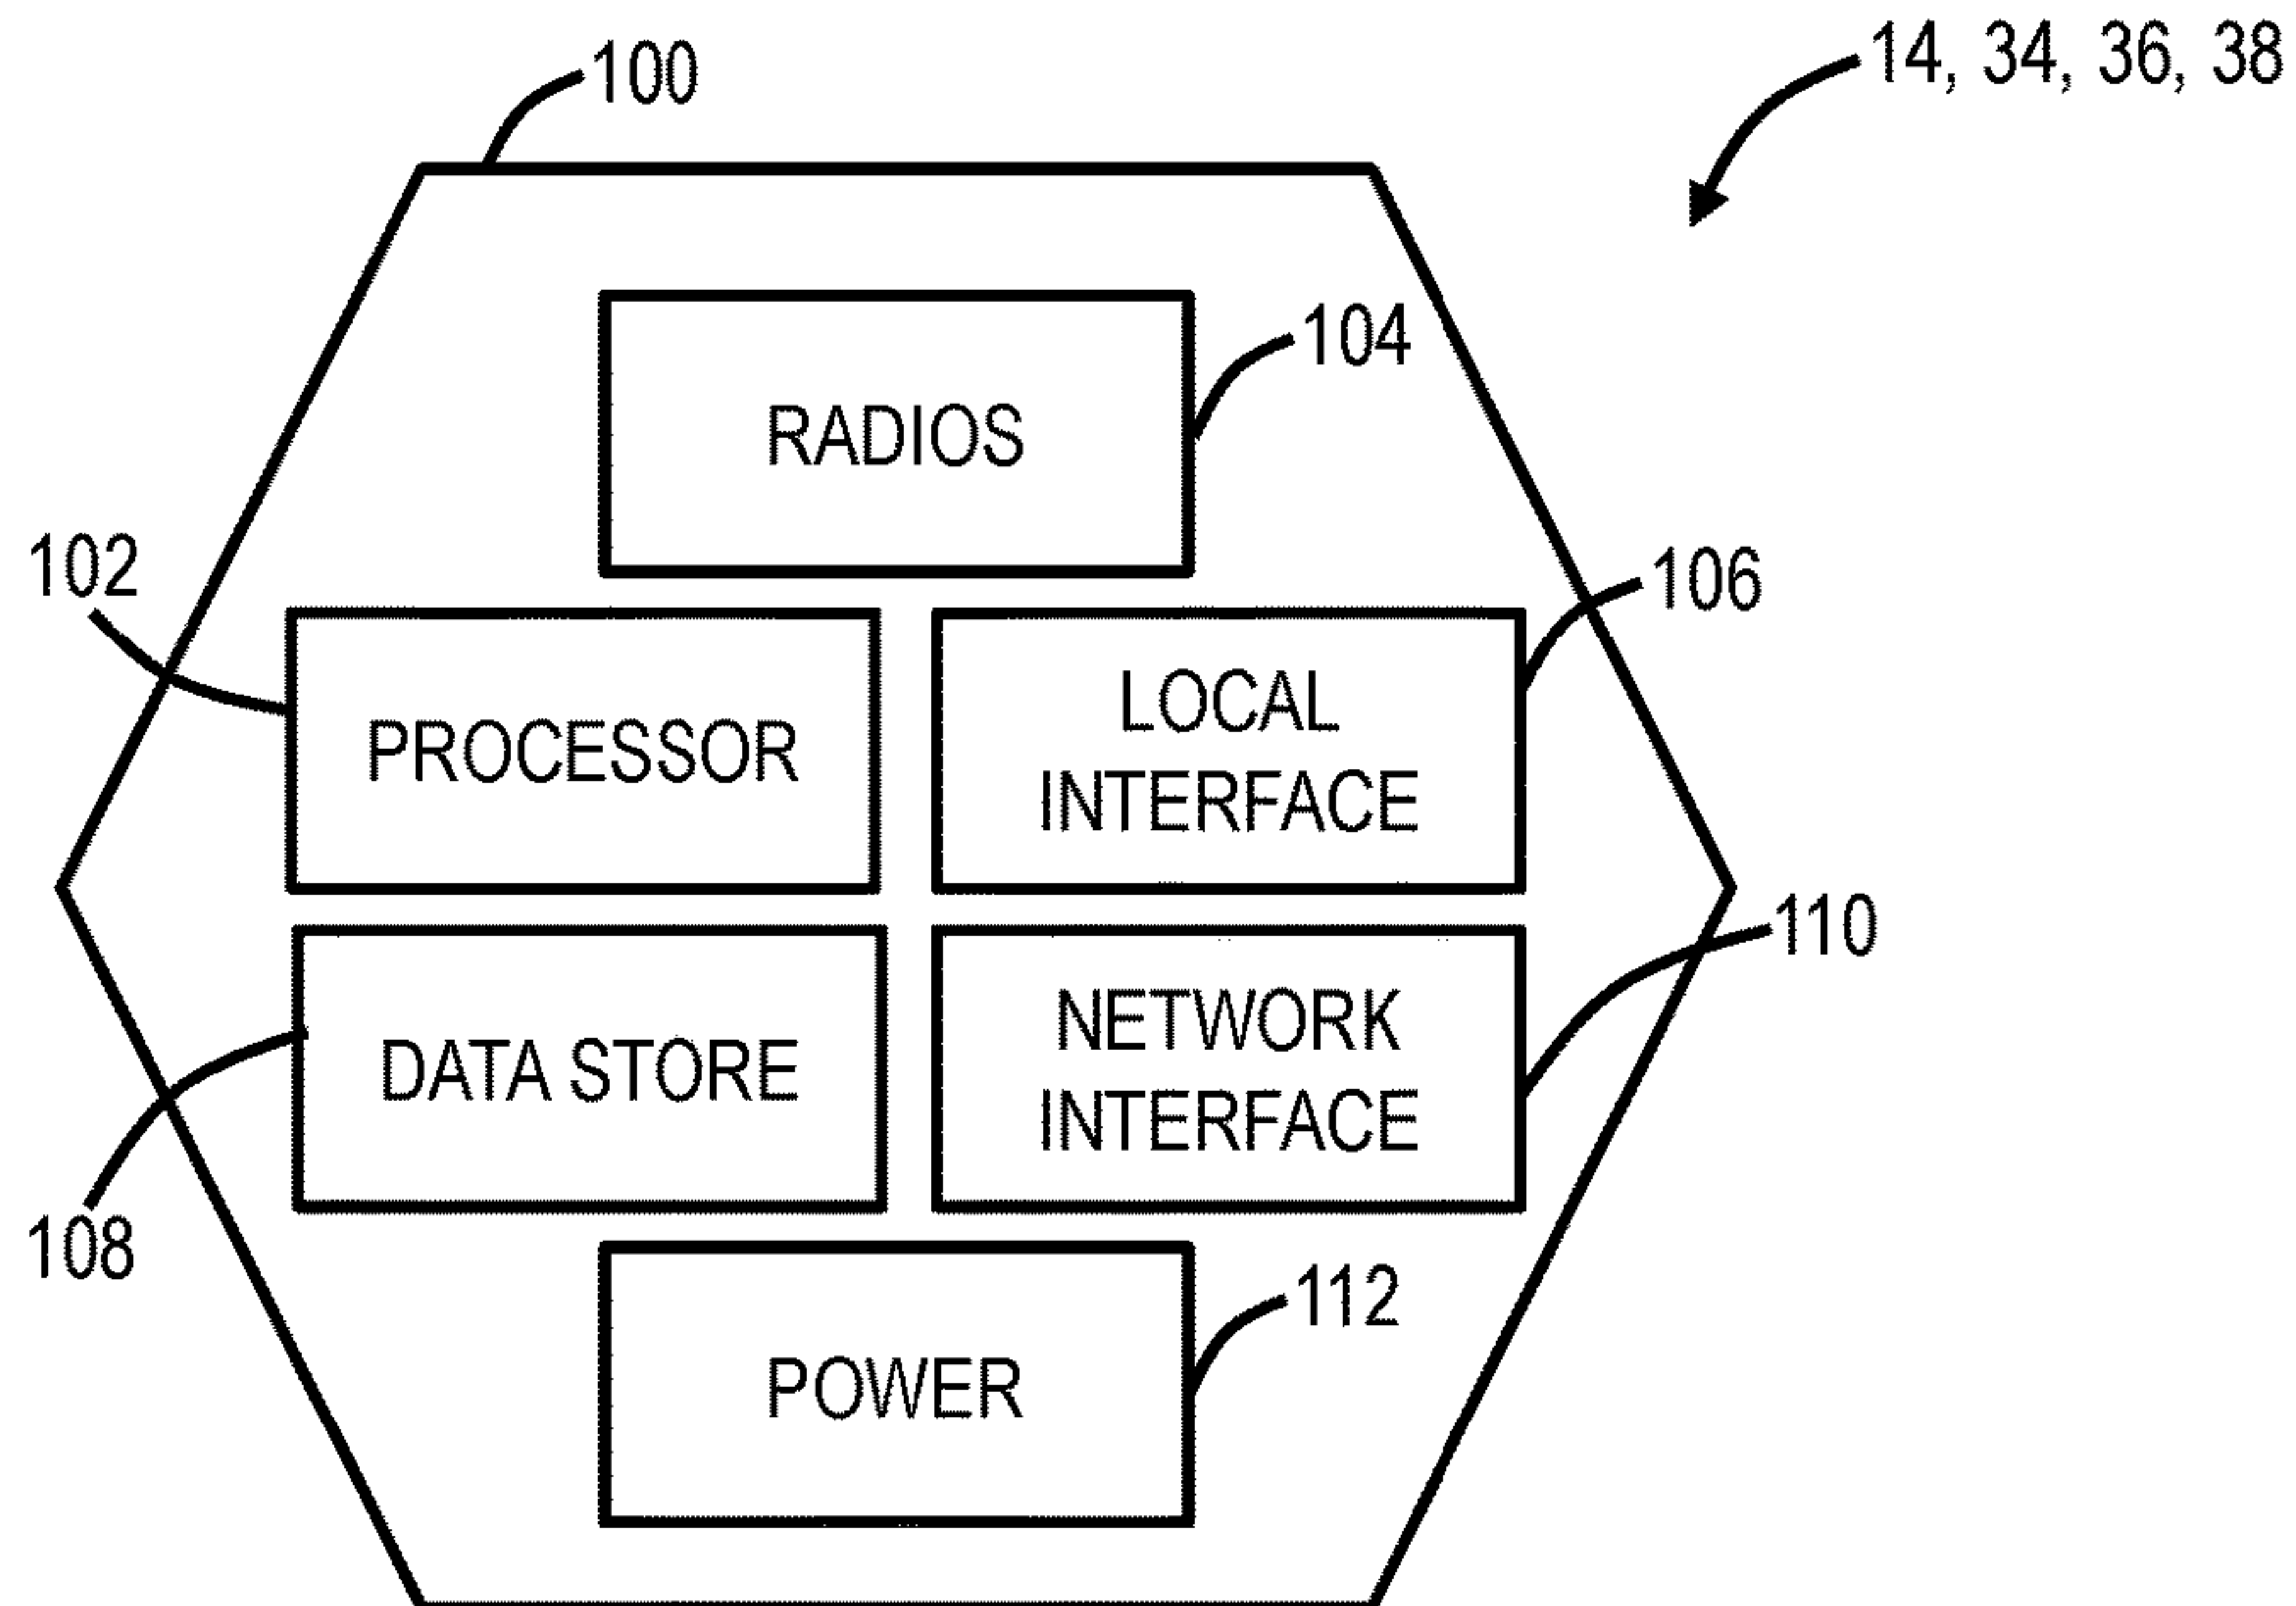 14, 34, 36, 38
100
RADIOS
104
102
106
PROCESSOR
LOCAL
INTERFACE
110
DATA STORE
NETWORK
INTERFACE
108
POWER
112